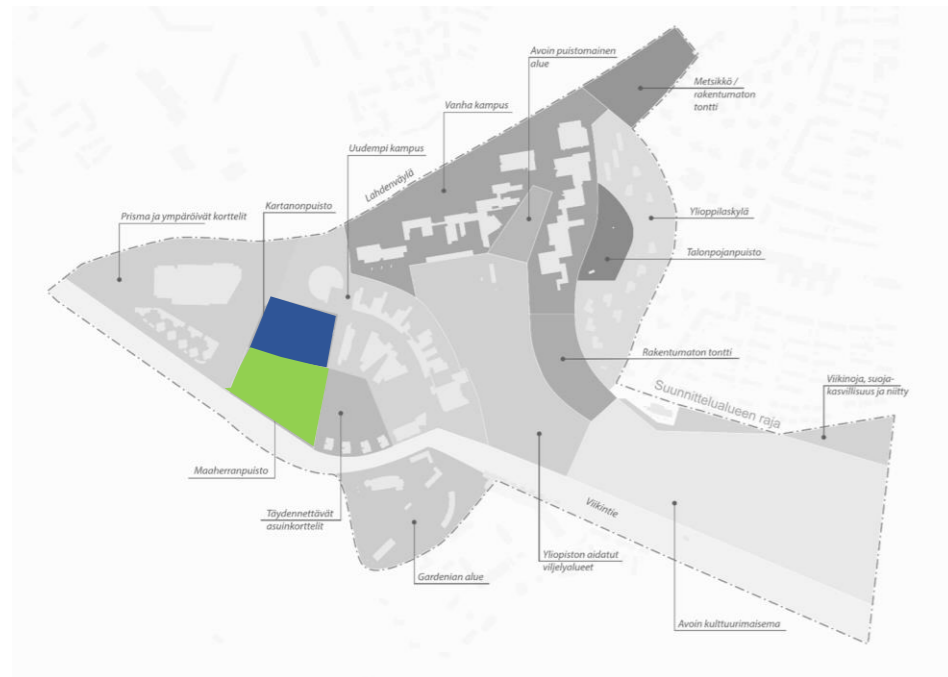 Avoin puistomainen
alue
Metsikkö /
rakentumaton
tontti
Vanha kampus
Uudempi kampus
Lahdenväylä
Kartanonpuisto
Prisma ja ympäröivät korttelit
Ylioppilaskylä
Talonpojanpuisto
Rakentumaton tontti
Viikinoja, suoja-
kasvillisuus ja niitty
Suunnittelualueen raja
Maaherranpuisto
Täydennettävät
asuinkorttelit
Viikintie
Yliopiston aidatut
viljelyalueet
Gardenian alue
Avoin kulttuurimaisema